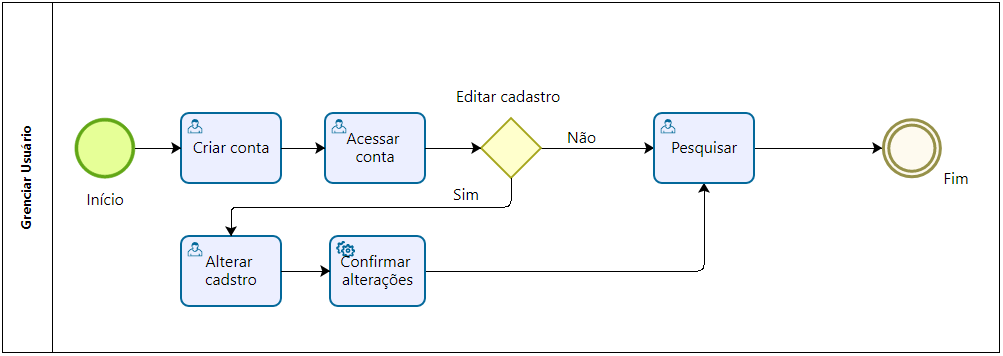 Grenciar Usuário
Início
Criar conta
Acessar
conta
Editar cadastro
Não
Sim
Pesquisar
Fim
Alterar
cadstro
Confirmar
alterações